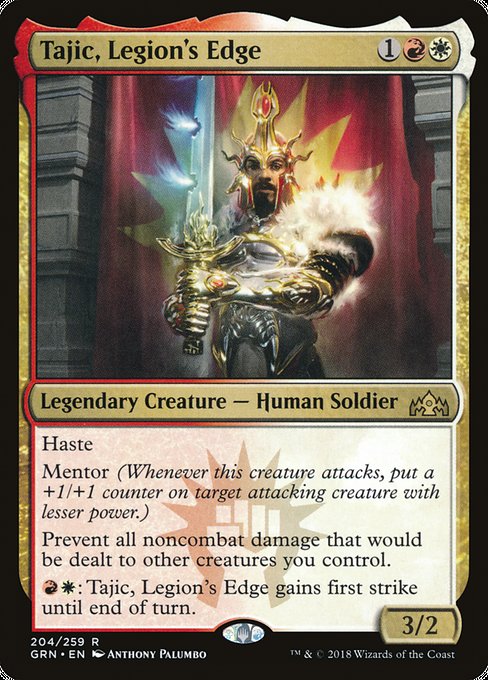 Tajic, Legion's Edge 1
Legendary Creature — Human Soldier
Haste
Mentor (Whenever this creature attacks, put a
+1/+1 counter on target attacking creature with
lesser power.)
Prevent all noncombat damage that would
be dealt to other creatures you control.
: Tajic, Legion's Edge gains first strike
until end of turn.
3/2
204/259 R
GRN • EN Anthony Palumbo
™ & © 2018 Wizards of the Coast